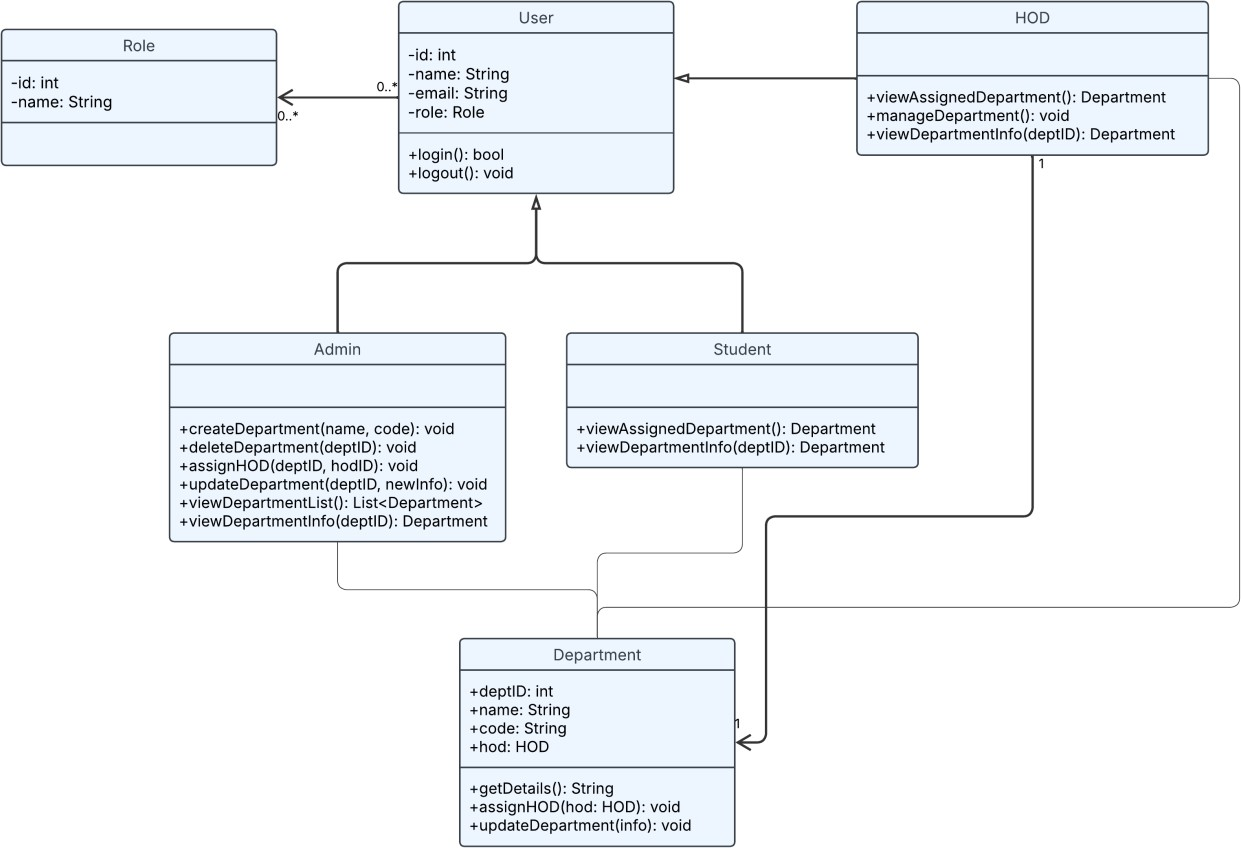 Role
-id: int
-name: String
0..*
0..*
User
-id: int
-name: String
-email: String
-role: Role
+login(): bool
+logout(): void
HOD
+viewAssignedDepartment(): Department
+manageDepartment(): void
+viewDepartmentInfo(deptID): Department
1
Admin
+createDepartment(name, code): void
+deleteDepartment(deptID): void
+assignHOD(deptID, hodID): void
+updateDepartment(deptID, newInfo): void
+viewDepartmentList(): List<Department>
+viewDepartmentInfo(deptID): Department
Student
+viewAssignedDepartment(): Department
+viewDepartmentInfo(deptID): Department
Department
+deptID: int
+name: String
+code: String
+hod: HOD
1
+getDetails(): String
+assignHOD(hod: HOD): void
+updateDepartment(info): void